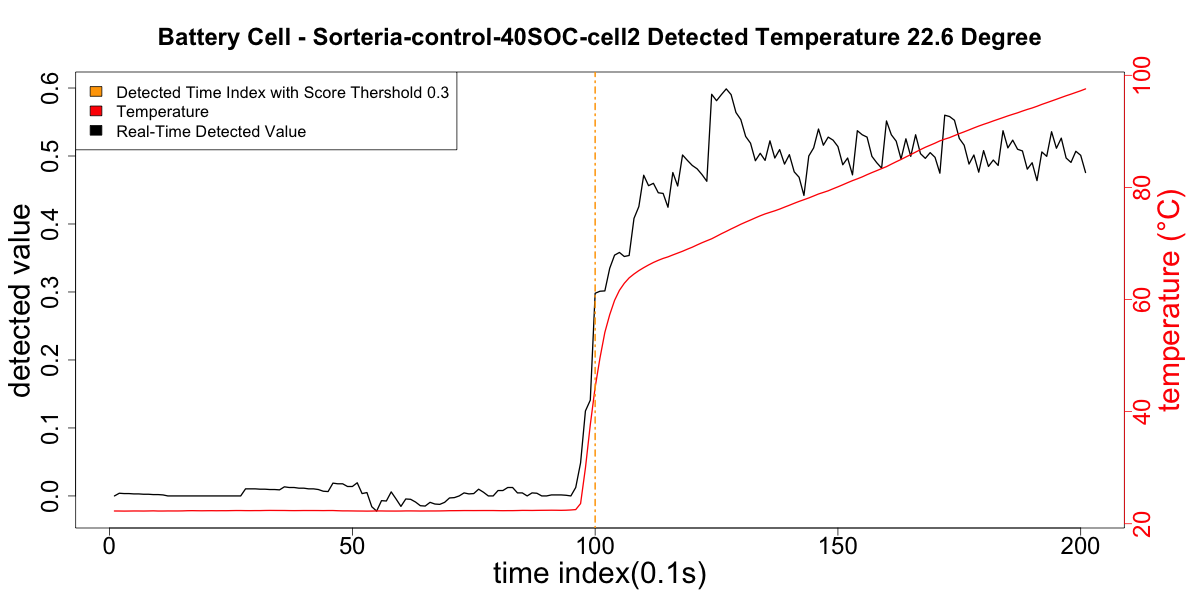 Battery Cell - Sorteria-control-40SOC-cell2 Detected Temperature 22.6 Degree
Detected Time Index with Score Thershold 0.3
Temperature
Real-Time Detected Value
detected value
0.6
0.5
0.4
0.3
0.2
0.1
0.0
100
80
60
40
20
temperature (°C)
0 50 100 150 200
time index(0.1s)